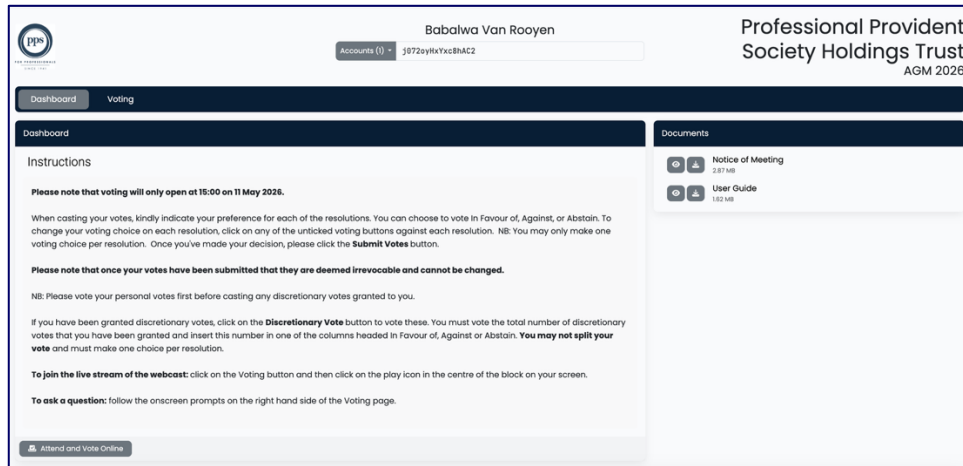 pps
FOR PROFESSIONALS
SINCE 1941
Babalwa Van Rooyen
Accounts (1)
j072oyHxYxc8hAC2
Professional Provident
Society Holdings Trust
AGM 2026
Dashboard
Voting
Dashboard
Instructions
Please note that voting will only open at 15:00 on 11 May 2026.
When casting your votes, kindly indicate your preference for each of the resolutions. You can choose to vote In Favour of, Against, or Abstain. To
change your voting choice on each resolution, click on any of the unticked voting buttons against each resolution. NB: You may only make one
voting choice per resolution. Once you've made your decision, please click the Submit Votes button.
Please note that once your votes have been submitted that they are deemed irrevocable and cannot be changed.
NB: Please vote your personal votes first before casting any discretionary votes granted to you.
If you have been granted discretionary votes, click on the Discretionary Vote button to vote these. You must vote the total number of discretionary
votes that you have been granted and insert this number in one of the columns headed In Favour of, Against or Abstain. You may not split your
vote and must make one choice per resolution.
To join the live stream of the webcast: click on the Voting button and then click on the play icon in the centre of the block on your screen.
To ask a question: follow the onscreen prompts on the right hand side of the Voting page.
Attend and Vote Online
Documents
Notice of Meeting
2.87 MB
User Guide
1.62 MB